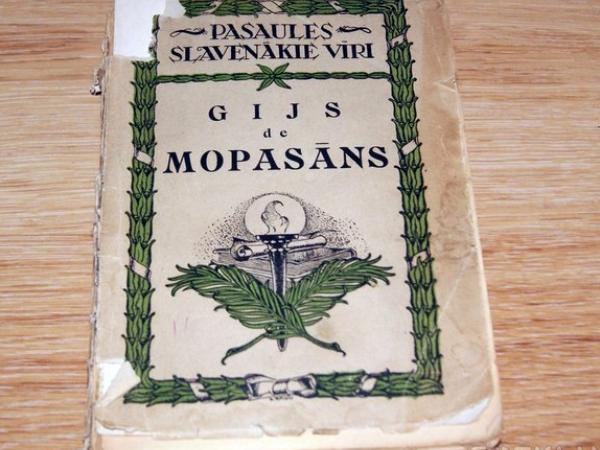 PASAULES
SLAVENĀKIE VĪRI
GIJS
de
MOPASĀNS